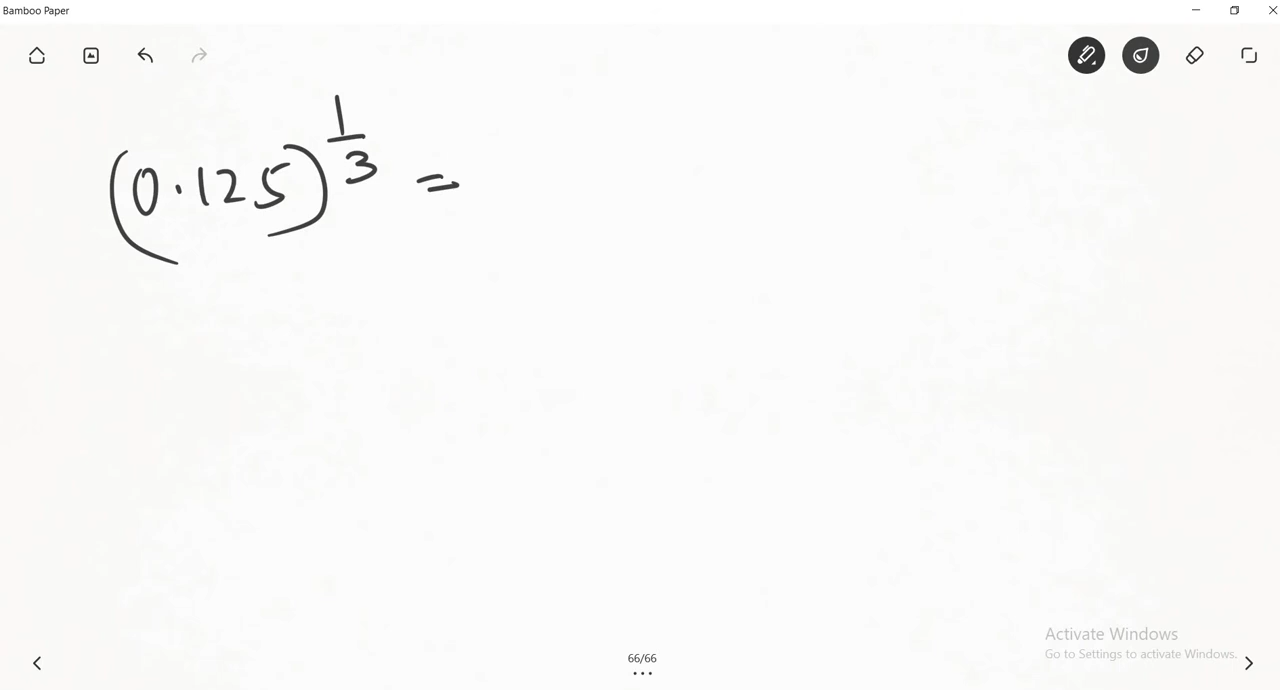 Bamboo Paper
(0.125)^{1/3} =
Activate Windows
Go to Settings to activate Windows.
66/66